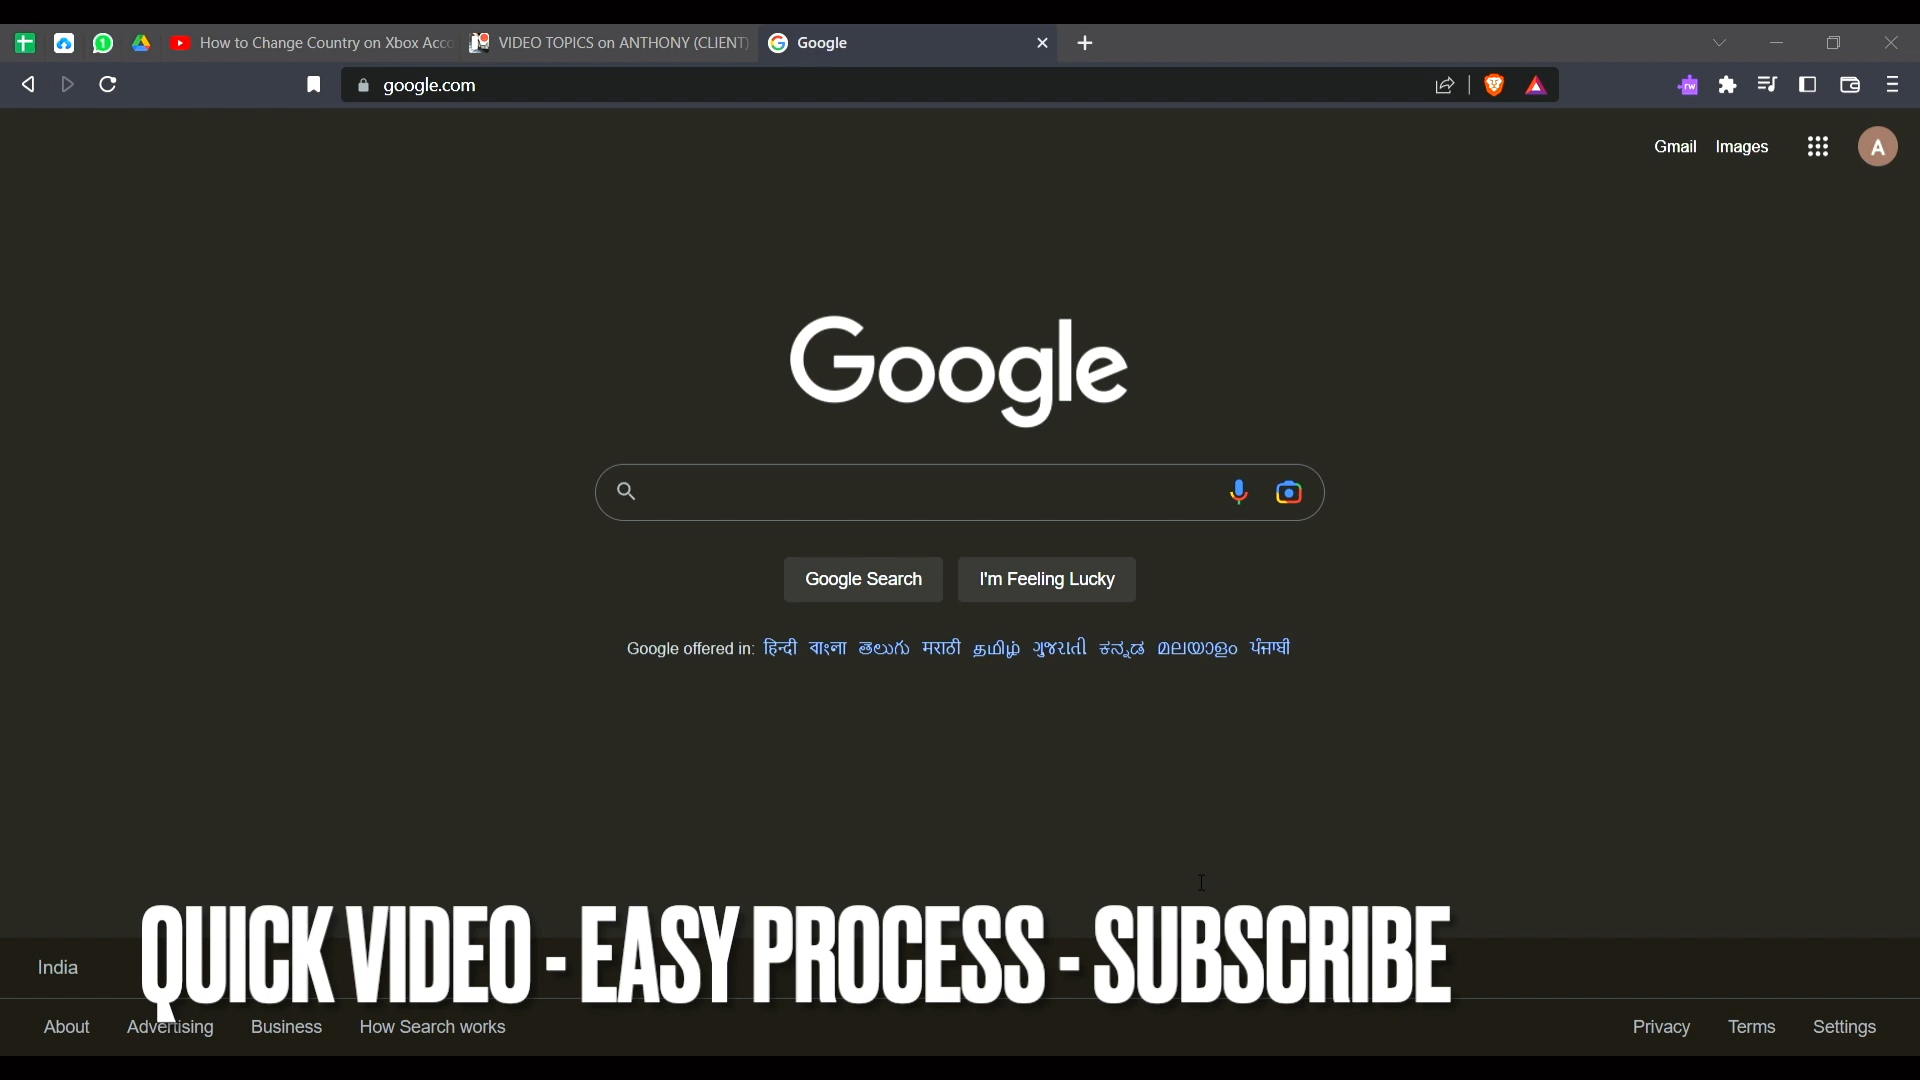 How to Change Country on Xbox Acco
VIDEO TOPICS on ANTHONY (CLIENT)
Google
google.com
rw
Gmail
Images
A
Google
Google Search
I'm Feeling Lucky
Google offered in: हिन्दी বাংলা తెలుగు मराठी தமிழ் ગુજરાતી ಕನ್ನಡ മലയാളം ਪੰਜਾਬੀ
QUICK VIDEO - EASY PROCESS - SUBSCRIBE
India
About Advertising Business How Search works
Privacy Terms Settings